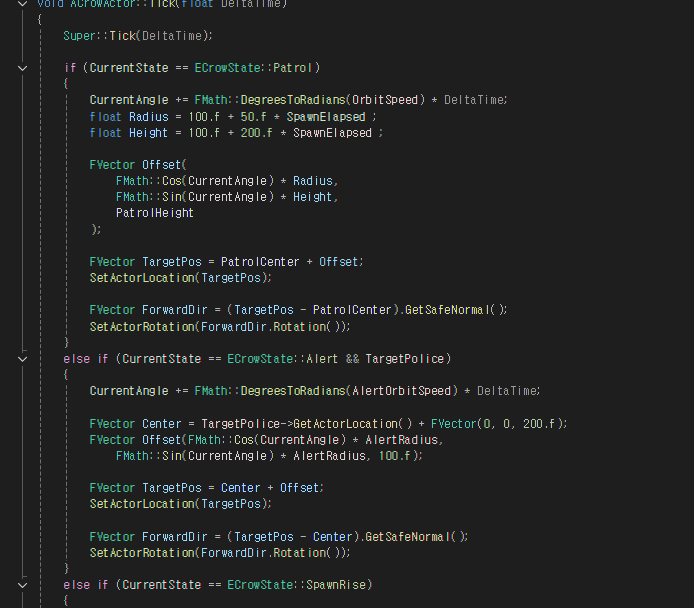 void ACrowActor::Tick(float DeltaTime)
{
Super::Tick(DeltaTime);
if (CurrentState == ECrowState::Patrol)
{
CurrentAngle += FMath::DegreesToRadians(OrbitSpeed) * DeltaTime;
float Radius = 100.f + 50.f * SpawnElapsed ;
float Height = 100.f + 200.f * SpawnElapsed ;
FVector Offset(
FMath::Cos(CurrentAngle) * Radius,
FMath::Sin(CurrentAngle) * Height,
PatrolHeight
);
FVector TargetPos = PatrolCenter + Offset;
SetActorLocation(TargetPos);
FVector ForwardDir = (TargetPos - PatrolCenter).GetSafeNormal();
SetActorRotation(ForwardDir.Rotation());
}
else if (CurrentState == ECrowState::Alert && TargetPolice)
{
CurrentAngle += FMath::DegreesToRadians(AlertOrbitSpeed) * DeltaTime;
FVector Center = TargetPolice->GetActorLocation() + FVector(0, 0, 200.f);
FVector Offset(FMath::Cos(CurrentAngle) * AlertRadius,
FMath::Sin(CurrentAngle) * AlertRadius, 100.f);
FVector TargetPos = Center + Offset;
SetActorLocation(TargetPos);
FVector ForwardDir = (TargetPos - Center).GetSafeNormal();
SetActorRotation(ForwardDir.Rotation());
}
else if (CurrentState == ECrowState::SpawnRise)
{